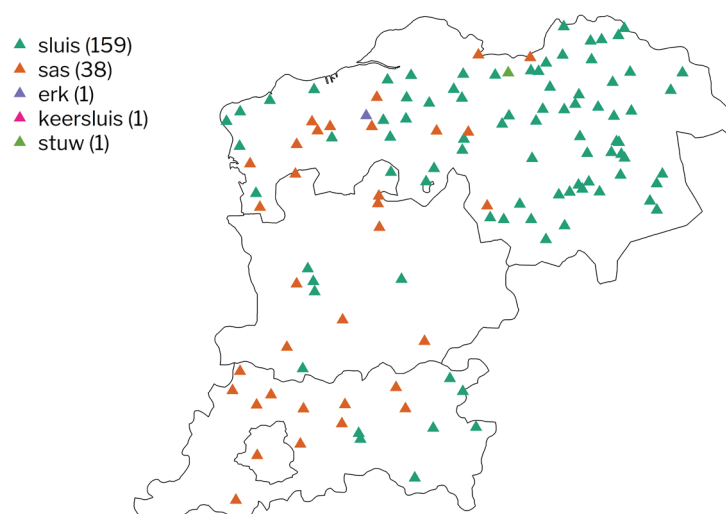 sluis (159)
sas (38)
erk (1)
keersluis (1)
stuw (1)